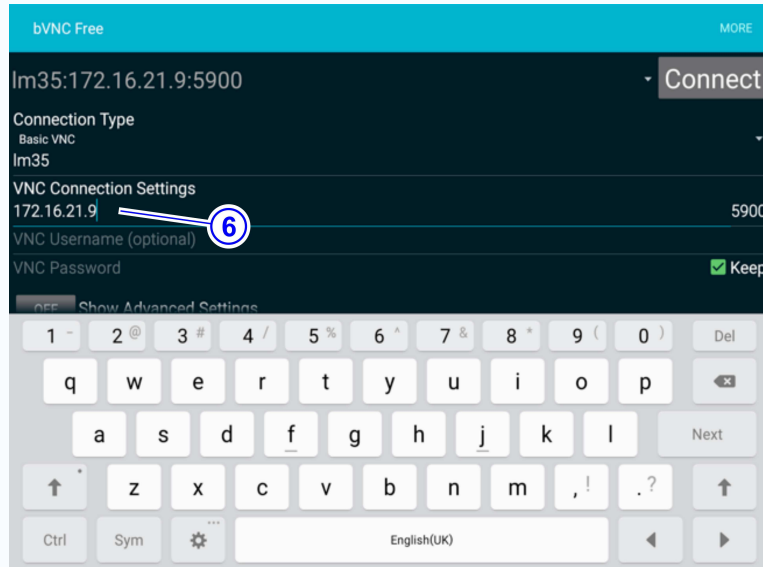 bVNC Free MORE
lm35:172.16.21.9:5900 Connect
Connection Type
Basic VNC
lm35
VNC Connection Settings
172.16.21.9 5900
6
VNC Username (optional)
VNC Password Keep
OFF Show Advanced Settings
1 - 2 @ 3 # 4 / 5 % 6 ^ 7 & 8 * 9 ( 0 ) Del
q w e r t y u i o p
a s d f g h j k l Next
z x c v b n m , ! . ?
Ctrl Sym ... English(UK)